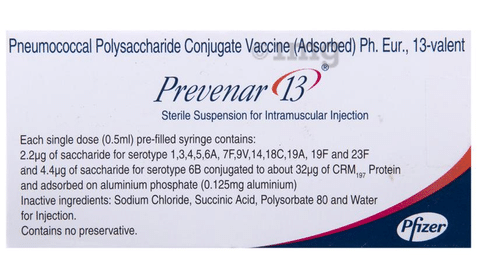 Pneumococcal Polysaccharide Conjugate Vaccine (Adsorbed) Ph. Eur., 13-valent
1mg
Prevenar 13®
Sterile Suspension for Intramuscular Injection
Each single dose (0.5ml) pre-filled syringe contains:
2.2µg of saccharide for serotype 1,3,4,5,6A, 7F,9V,14,18C,19A, 19F and 23F
and 4.4µg of saccharide for serotype 6B conjugated to about 32µg of CRM197 Protein
and adsorbed on aluminium phosphate (0.125mg aluminium)
Inactive ingredients: Sodium Chloride, Succinic Acid, Polysorbate 80 and Water
for Injection.
Contains no preservative.
Pfizer